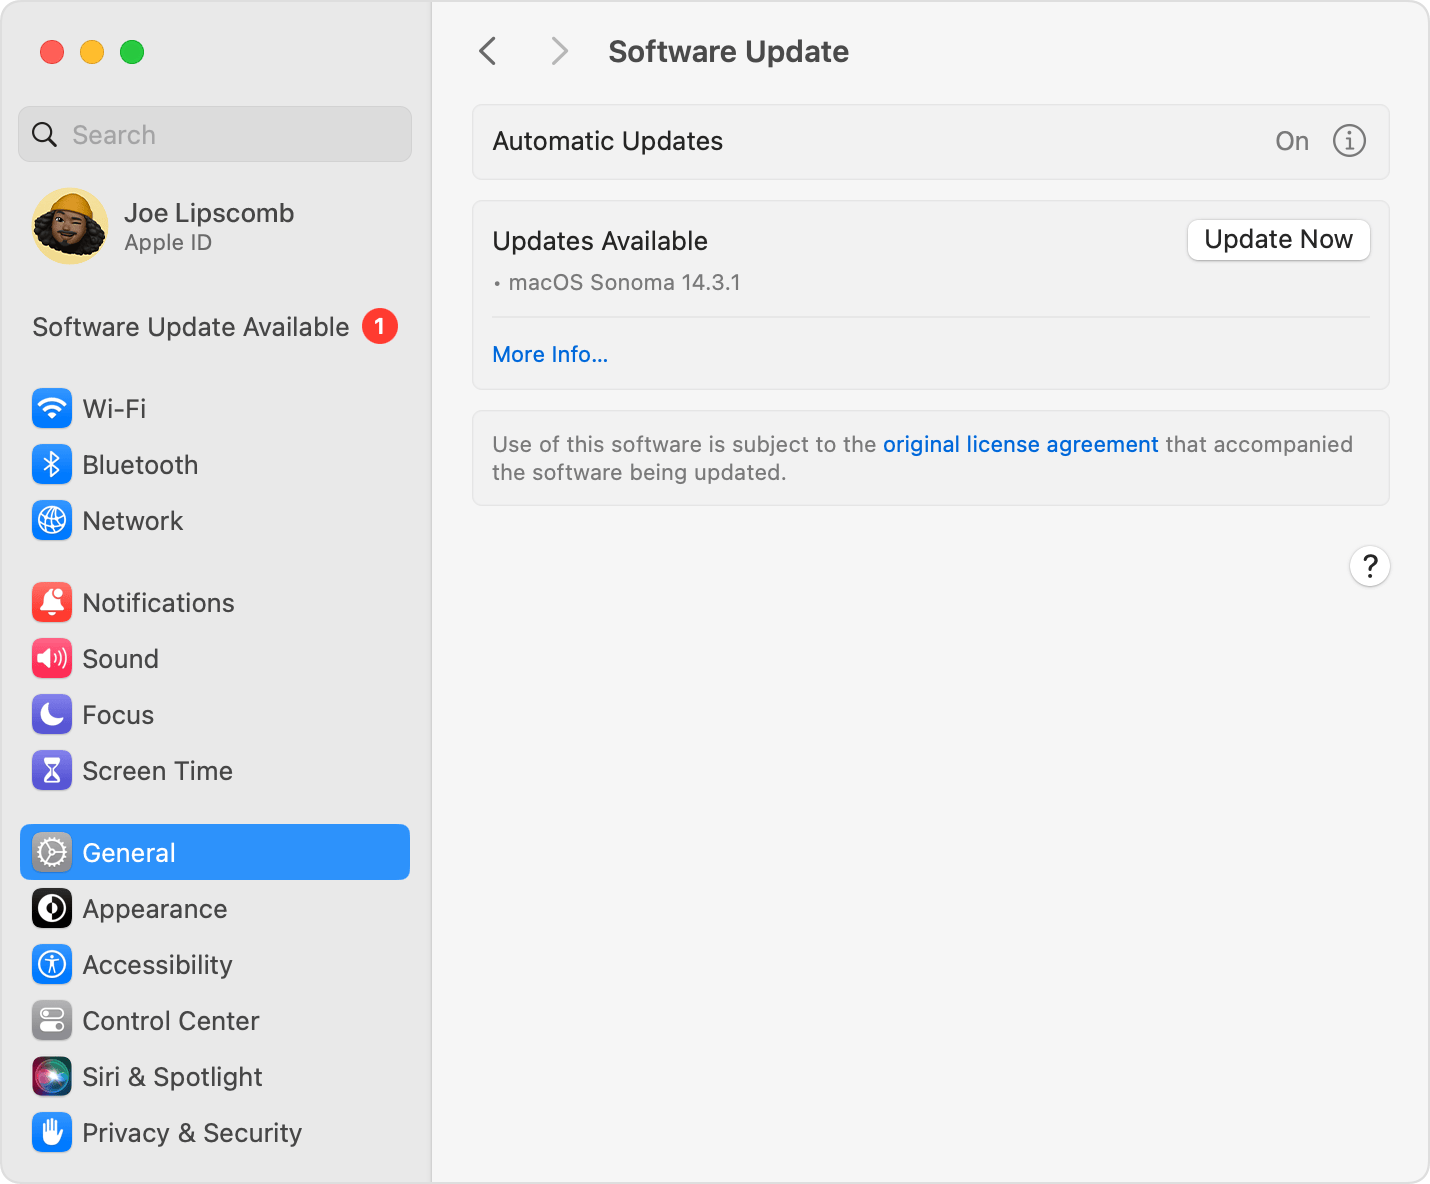 Search
Joe Lipscomb
Apple ID
Software Update Available 1
Wi-Fi
Bluetooth
Network
Notifications
Sound
Focus
Screen Time
General
Appearance
Accessibility
Control Center
Siri & Spotlight
Privacy & Security
Software Update
Automatic Updates On
Updates Available Update Now
• macOS Sonoma 14.3.1
More Info...
Use of this software is subject to the original license agreement that accompanied
the software being updated.
?